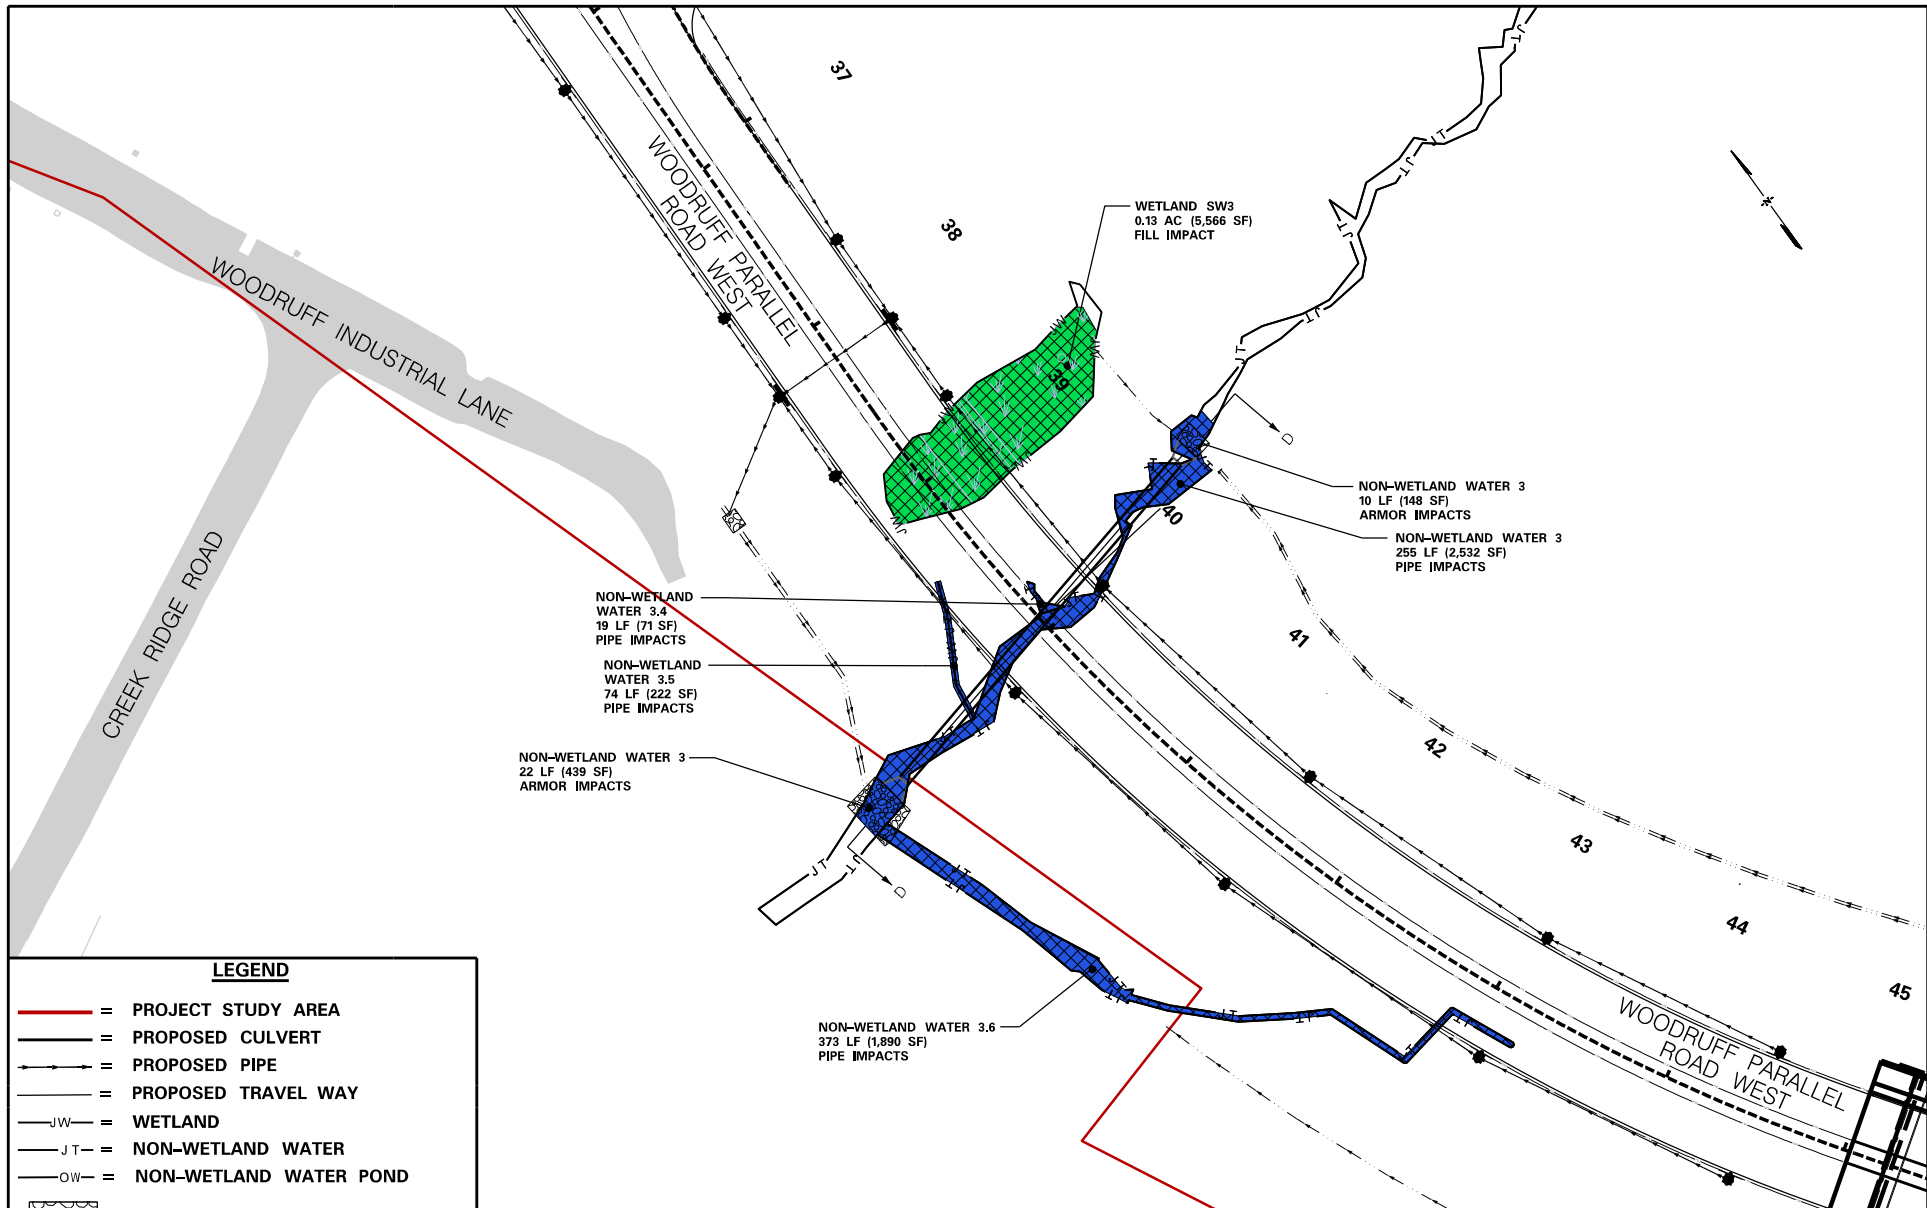 37
38
39
40
41
42
43
44
45
WOODRUFF PARALLEL
ROAD WEST
WOODRUFF INDUSTRIAL LANE
CREEK RIDGE ROAD
WETLAND SW3
0.13 AC (5,566 SF)
FILL IMPACT
-N-
D
NON-WETLAND WATER 3
10 LF (148 SF)
ARMOR IMPACTS
NON-WETLAND WATER 3
255 LF (2,532 SF)
PIPE IMPACTS
NON-WETLAND
WATER 3.4
19 LF (71 SF)
PIPE IMPACTS
NON-WETLAND
WATER 3.5
74 LF (222 SF)
PIPE IMPACTS
NON-WETLAND WATER 3
22 LF (439 SF)
ARMOR IMPACTS
D
NON-WETLAND WATER 3.6
373 LF (1,890 SF)
PIPE IMPACTS
WOODRUFF PARALLEL
ROAD WEST
LEGEND
= PROJECT STUDY AREA
= PROPOSED CULVERT
= PROPOSED PIPE
= PROPOSED TRAVEL WAY
JW = WETLAND
JT = NON-WETLAND WATER
OW = NON-WETLAND WATER POND